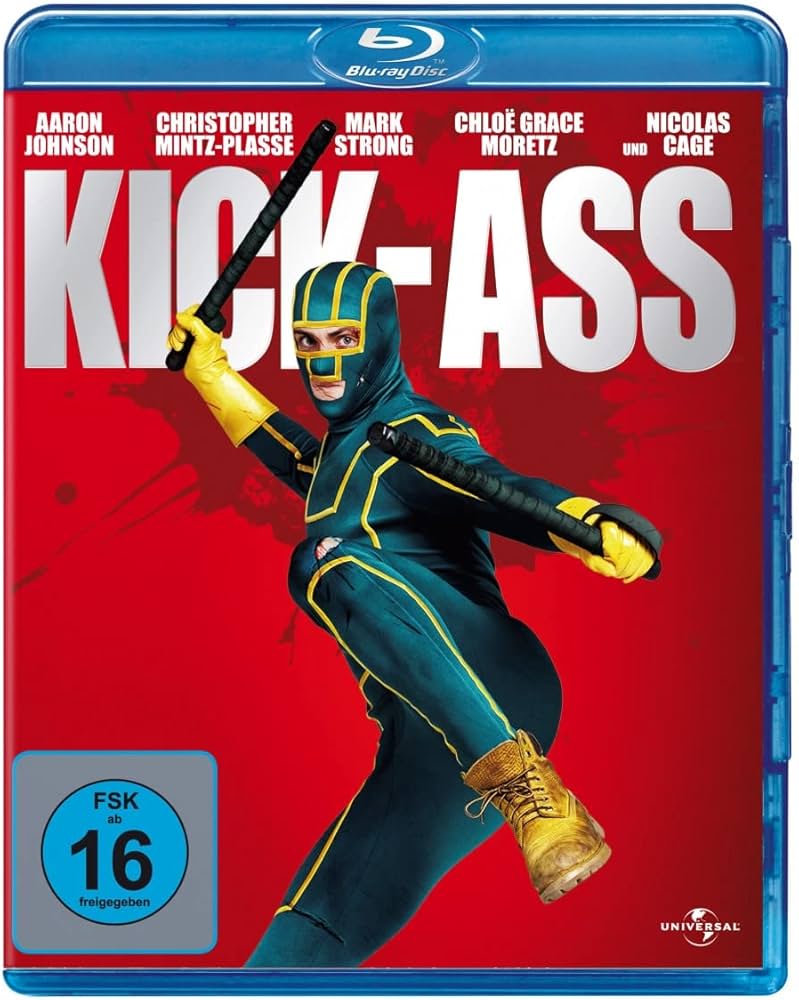 Blu-ray Disc™
AARON JOHNSON
CHRISTOPHER MINTZ-PLASSE
MARK STRONG
CHLOË GRACE MORETZ
UND NICOLAS CAGE
KICK-ASS
FSK
ab
16
freigegeben
UNIVERSAL